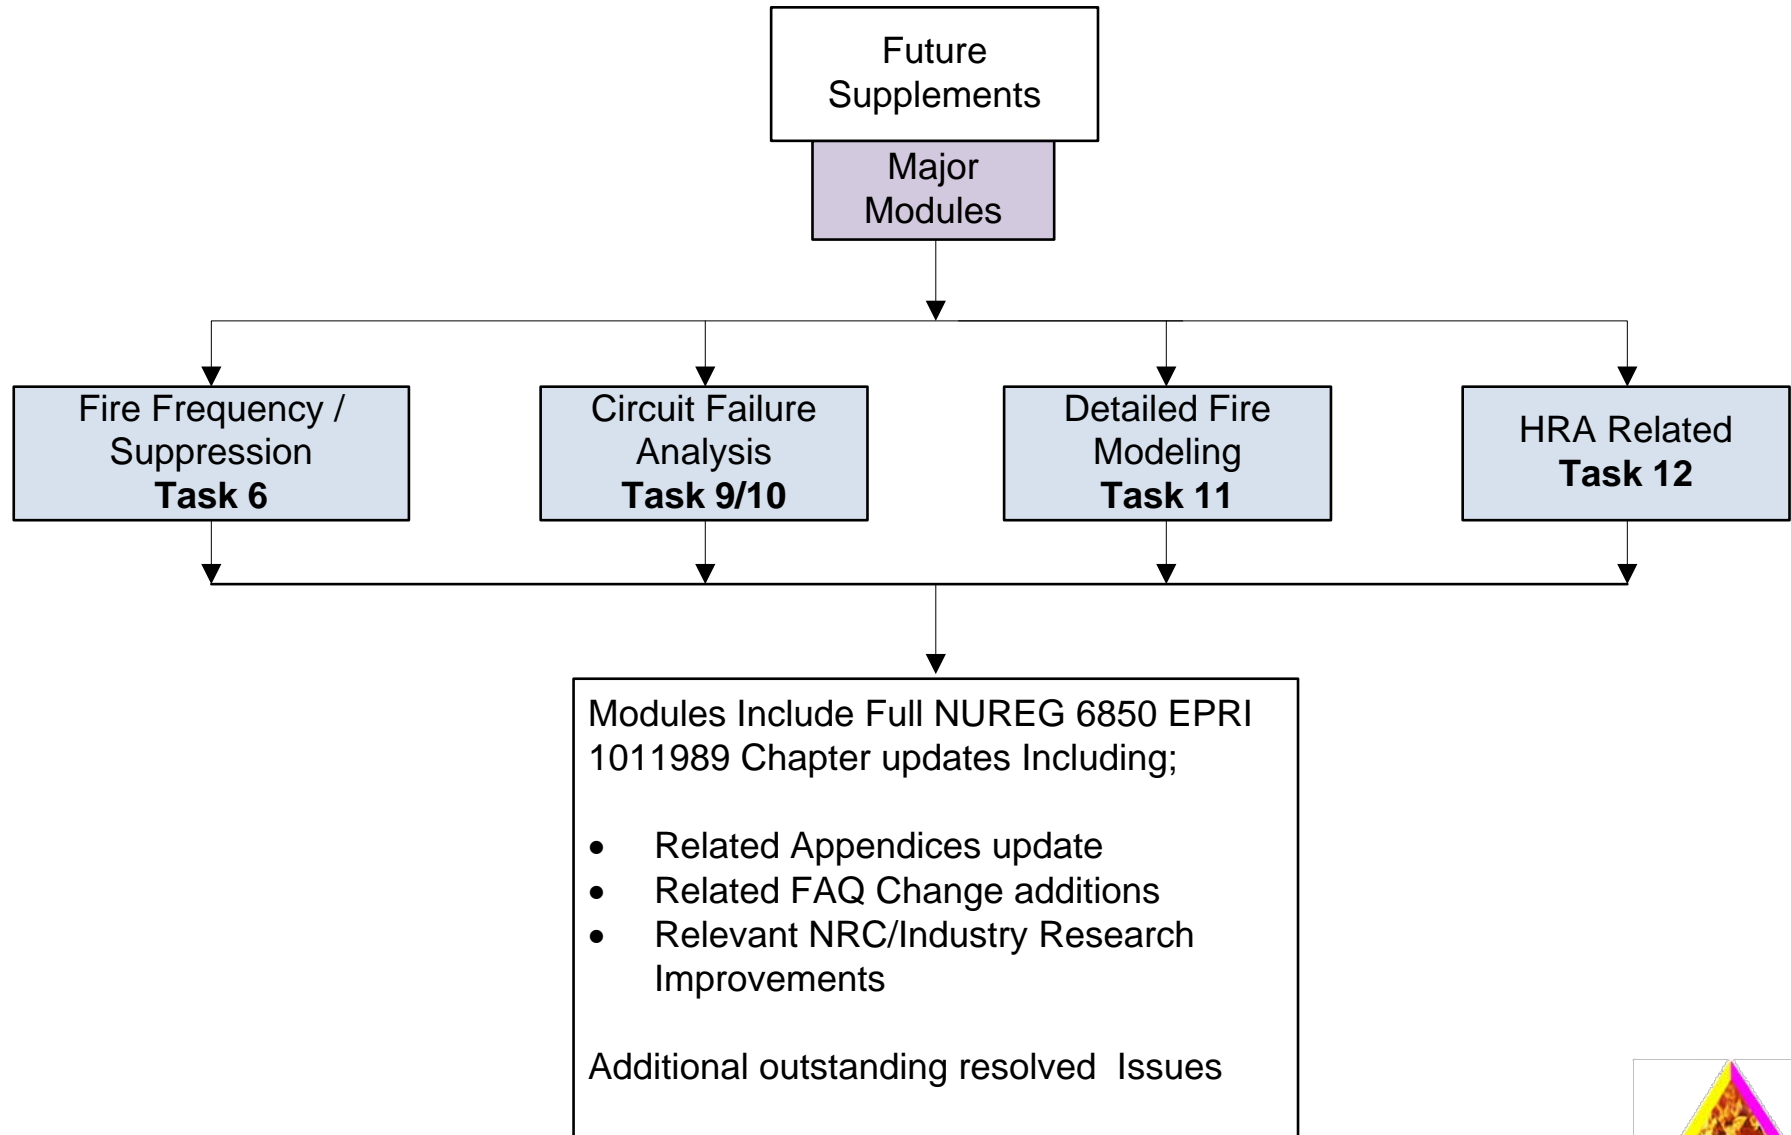 Future
Supplements
Major
Modules
Fire Frequency /
Suppression
Task 6
Circuit Failure
Analysis
Task 9/10
Detailed Fire
Modeling
Task 11
HRA Related
Task 12
Modules Include Full NUREG 6850 EPRI
1011989 Chapter updates Including;
• Related Appendices update
• Related FAQ Change additions
• Relevant NRC/Industry Research
Improvements
Additional outstanding resolved Issues